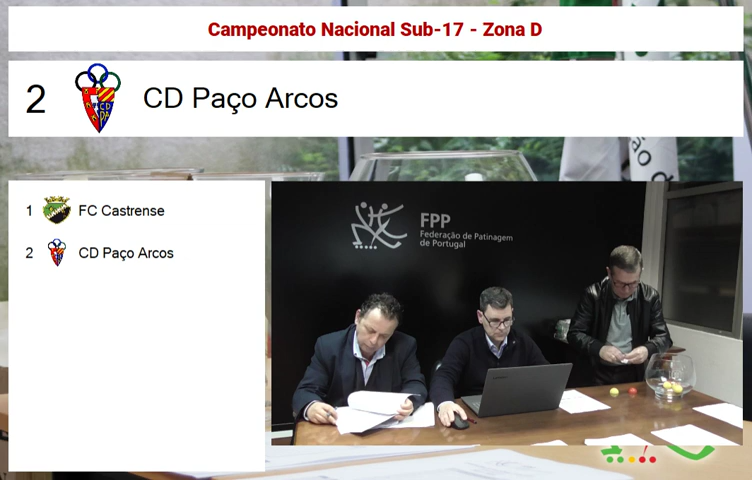 Campeonato Nacional Sub-17 - Zona D
2 CD Paço Arcos
1 FC Castrense
2 CD Paço Arcos
FPP
Federação de Patinagem
de Portugal